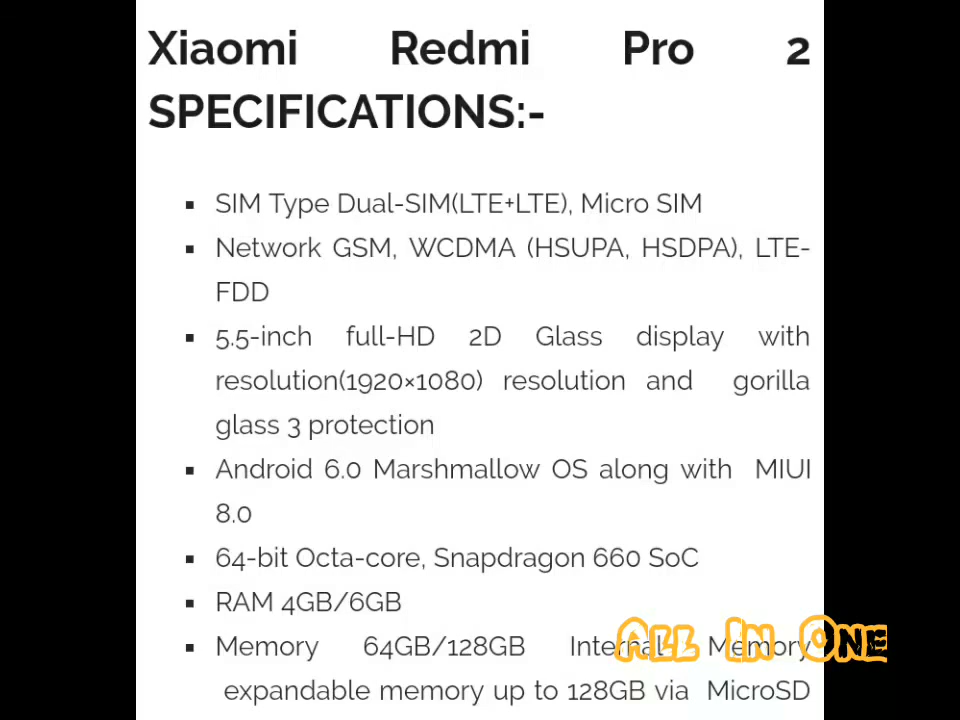 Xiaomi Redmi Pro 2
SPECIFICATIONS:-
▪ SIM Type Dual-SIM(LTE+LTE), Micro SIM
▪ Network GSM, WCDMA (HSUPA, HSDPA), LTE-
FDD
▪ 5.5-inch full-HD 2D Glass display with
resolution(1920×1080) resolution and gorilla
glass 3 protection
▪ Android 6.0 Marshmallow OS along with MIUI
8.0
▪ 64-bit Octa-core, Snapdragon 660 SoC
▪ RAM 4GB/6GB
▪ Memory 64GB/128GB Internal Memory
expandable memory up to 128GB via MicroSD
All In One